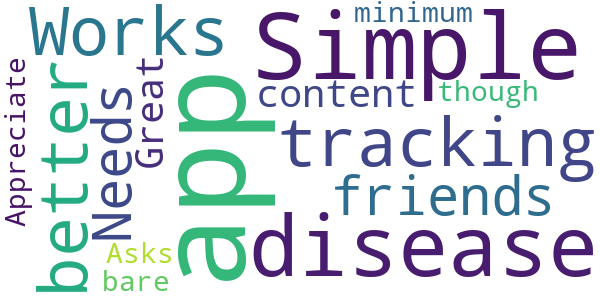 Works
Simple
minimum
content
though
tracking
friends
disease
Appreciate
better
Needs
Great
app
Asks
bare